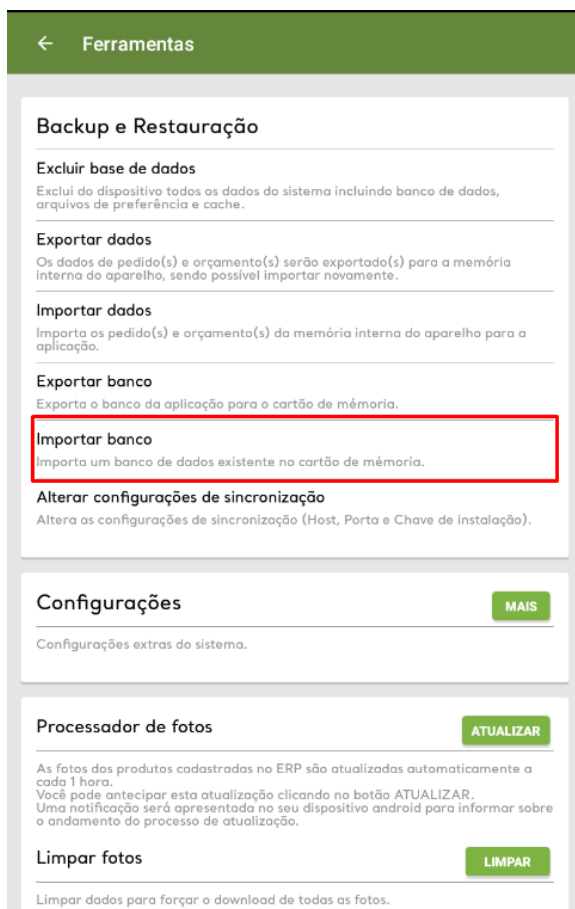 Ferramentas
Backup e Restauração
Excluir base de dados
Exclui do dispositivo todos os dados do sistema incluindo banco de dados,
arquivos de preferência e cache.
Exportar dados
Os dados de pedido(s) e orçamento(s) serão exportado(s) para a memória
interna do aparelho, sendo possível importar novamente.
Importar dados
Importa os pedido(s) e orçamento(s) da memória interna do aparelho para a
aplicação.
Exportar banco
Exporta o banco da aplicação para o cartão de mémoria.
Importar banco
Importa um banco de dados existente no cartão de mémoria.
Alterar configurações de sincronização
Altera as configurações de sincronização (Host, Porta e Chave de instalação).
Configurações
MAIS
Configurações extras do sistema.
Processador de fotos
ATUALIZAR
As fotos dos produtos cadastradas no ERP são atualizadas automaticamente a
cada 1 hora.
Você pode antecipar esta atualização clicando no botão ATUALIZAR.
Uma notificação será apresentada no seu dispositivo android para informar sobre
o andamento do processo de atualização.
Limpar fotos
LIMPAR
Limpar dados para forçar o download de todas as fotos.